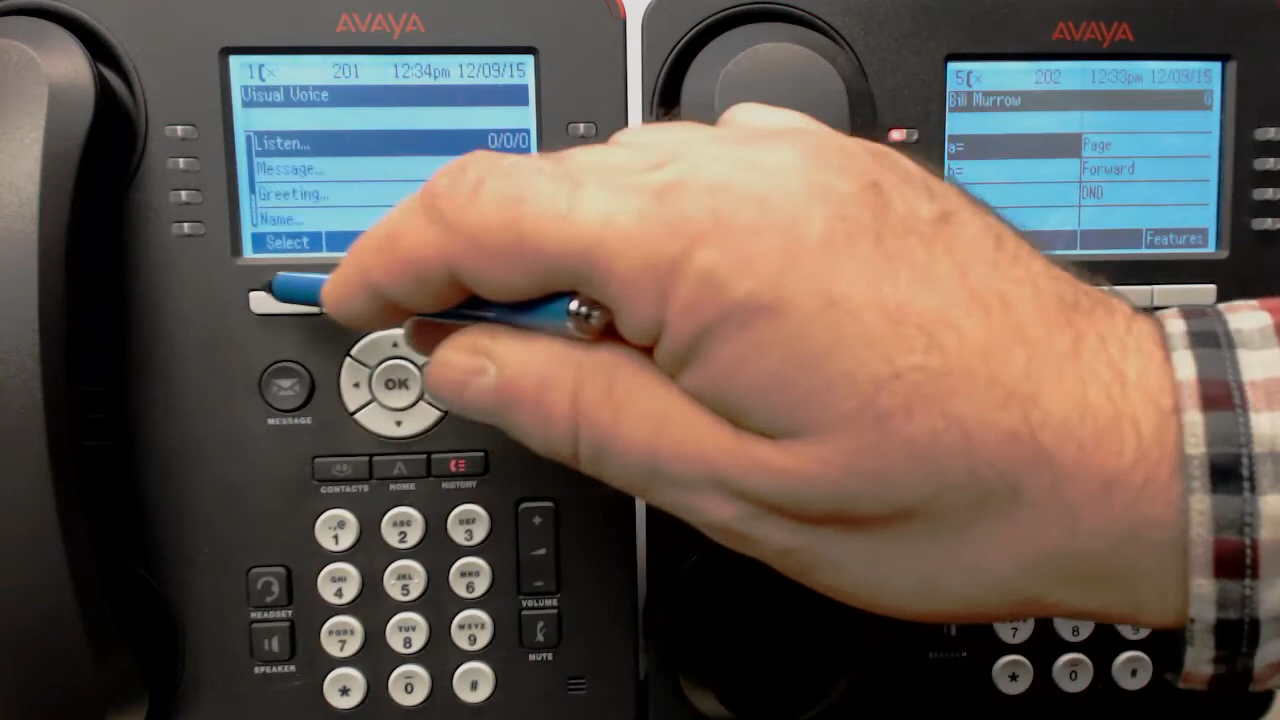 AVAYA
1 201 12:34pm 12/09/15
Visual Voice
Listen... 0/0/0
Message...
Greeting...
Name...
Select
MESSAGE
OK
CONTACTS HOME HISTORY
.,@ 1 ABC 2 DEF 3
GHI 4 JKL 5 MNO 6
PQRS 7 TUV 8 WXYZ 9
* 0 #
VOLUME
MUTE
HEADSET
SPEAKER
AVAYA
5 202 12:33pm 12/09/15
Bill Murrow
a= Page
b= Forward
DND
Features
7 8 9
* 0 #